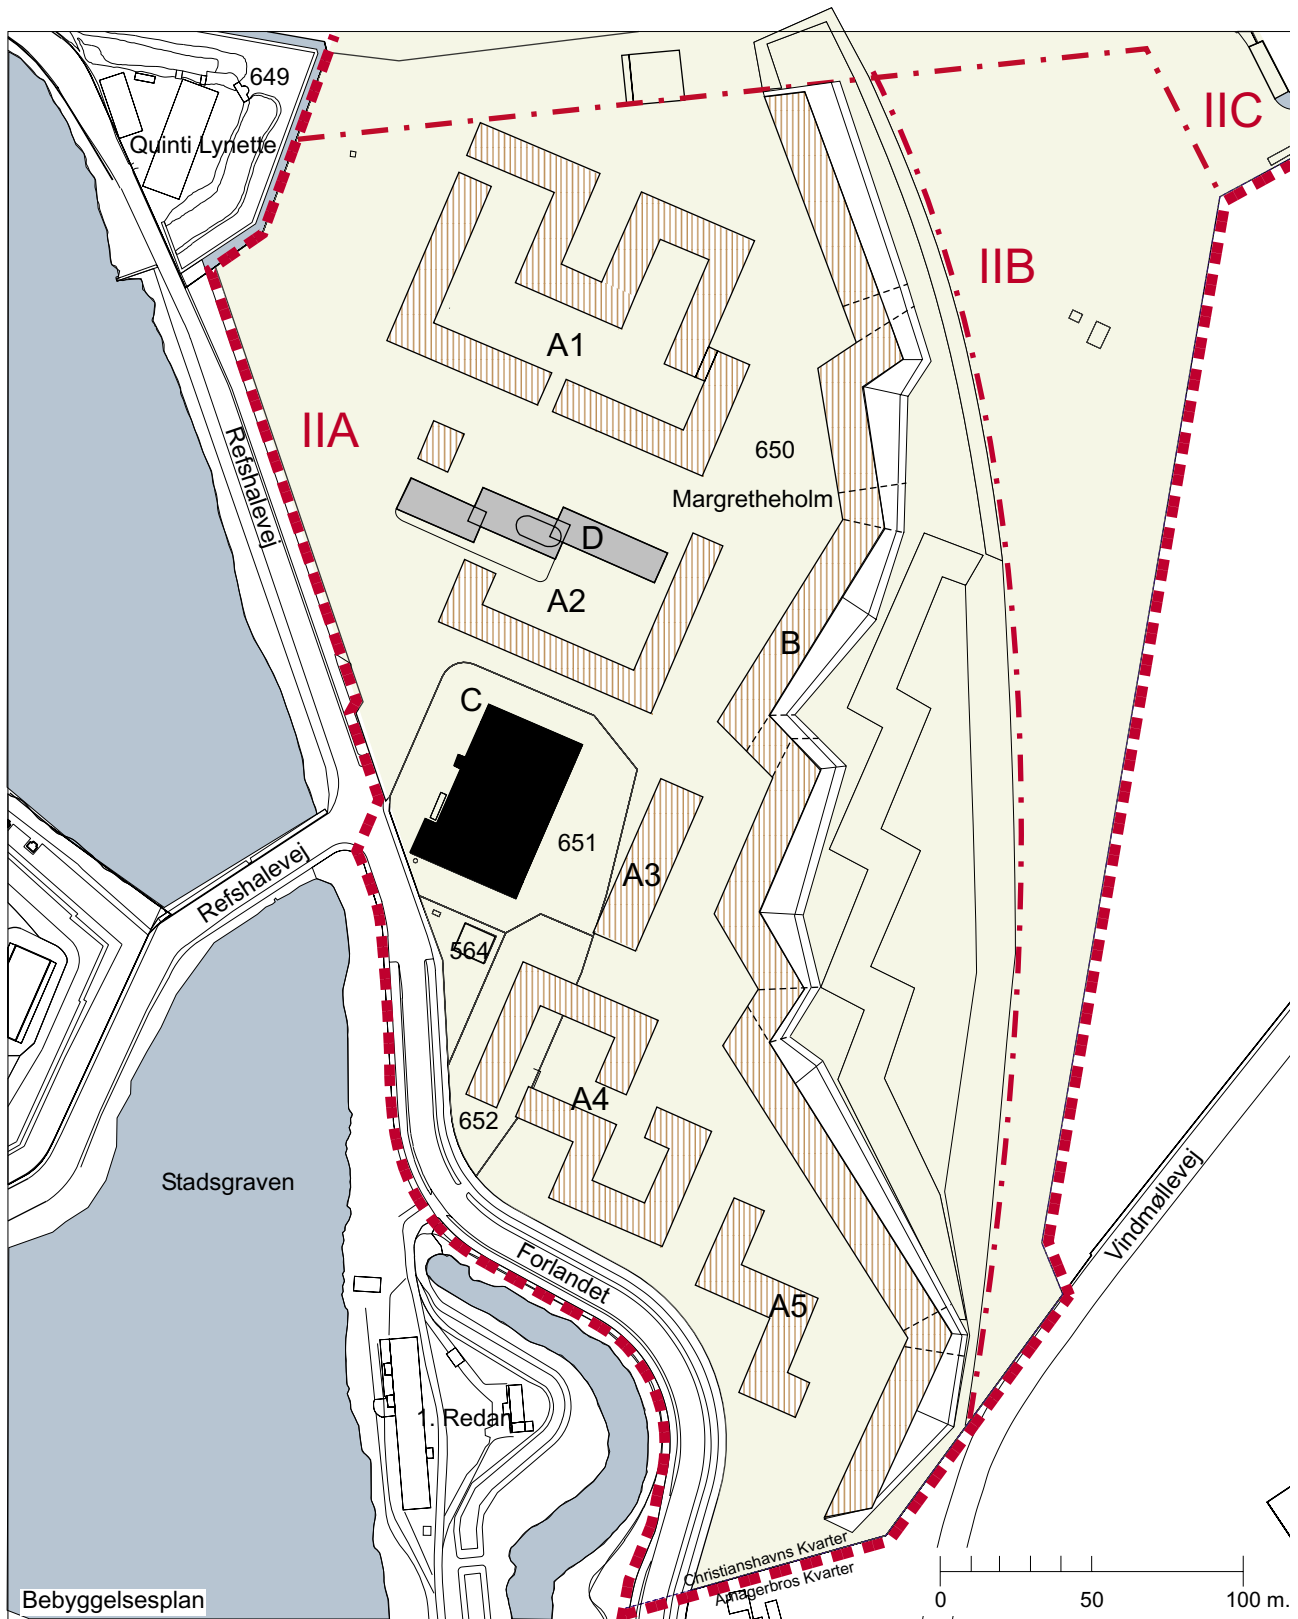 649
Quinti Lynette
IIC
IIB
A1
IIA
650
Refshalevej
Margretheholm
D
A2
B
C
651
Refshalevej
A3
564
A4
652
Stadsgraven
Vindmøllevej
Forlandet
A5
1. Redan
Christianshavns Kvarter
Amagerbros Kvarter
Bebyggelsesplan
0 50 100 m.